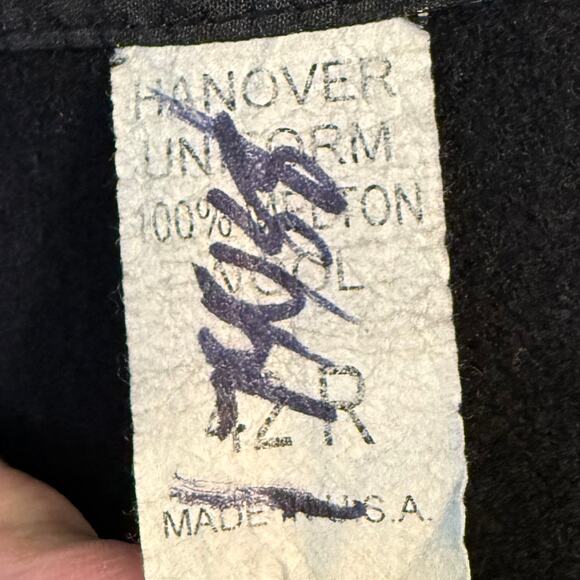 HANOVER
UNIFORM
100% MELTON
WOOL
42R
MADE IN U.S.A.